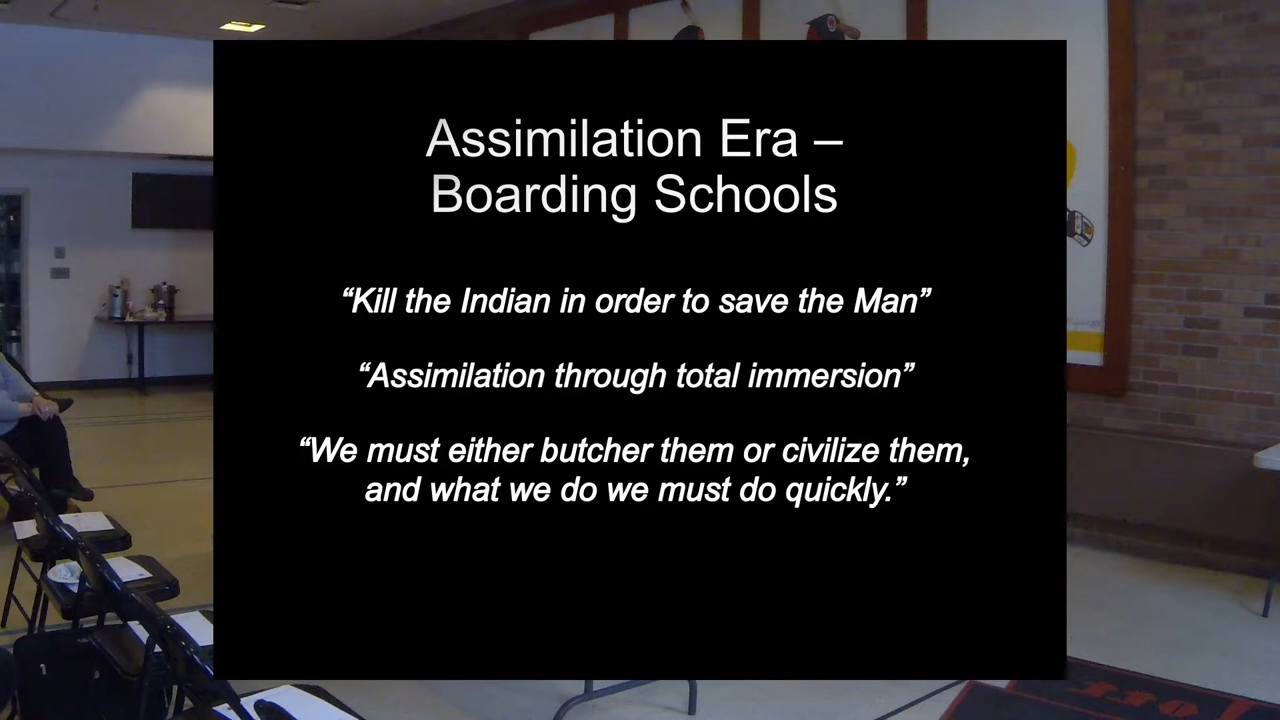 Assimilation Era –
Boarding Schools
“Kill the Indian in order to save the Man”
“Assimilation through total immersion”
“We must either butcher them or civilize them,
and what we do we must do quickly.”